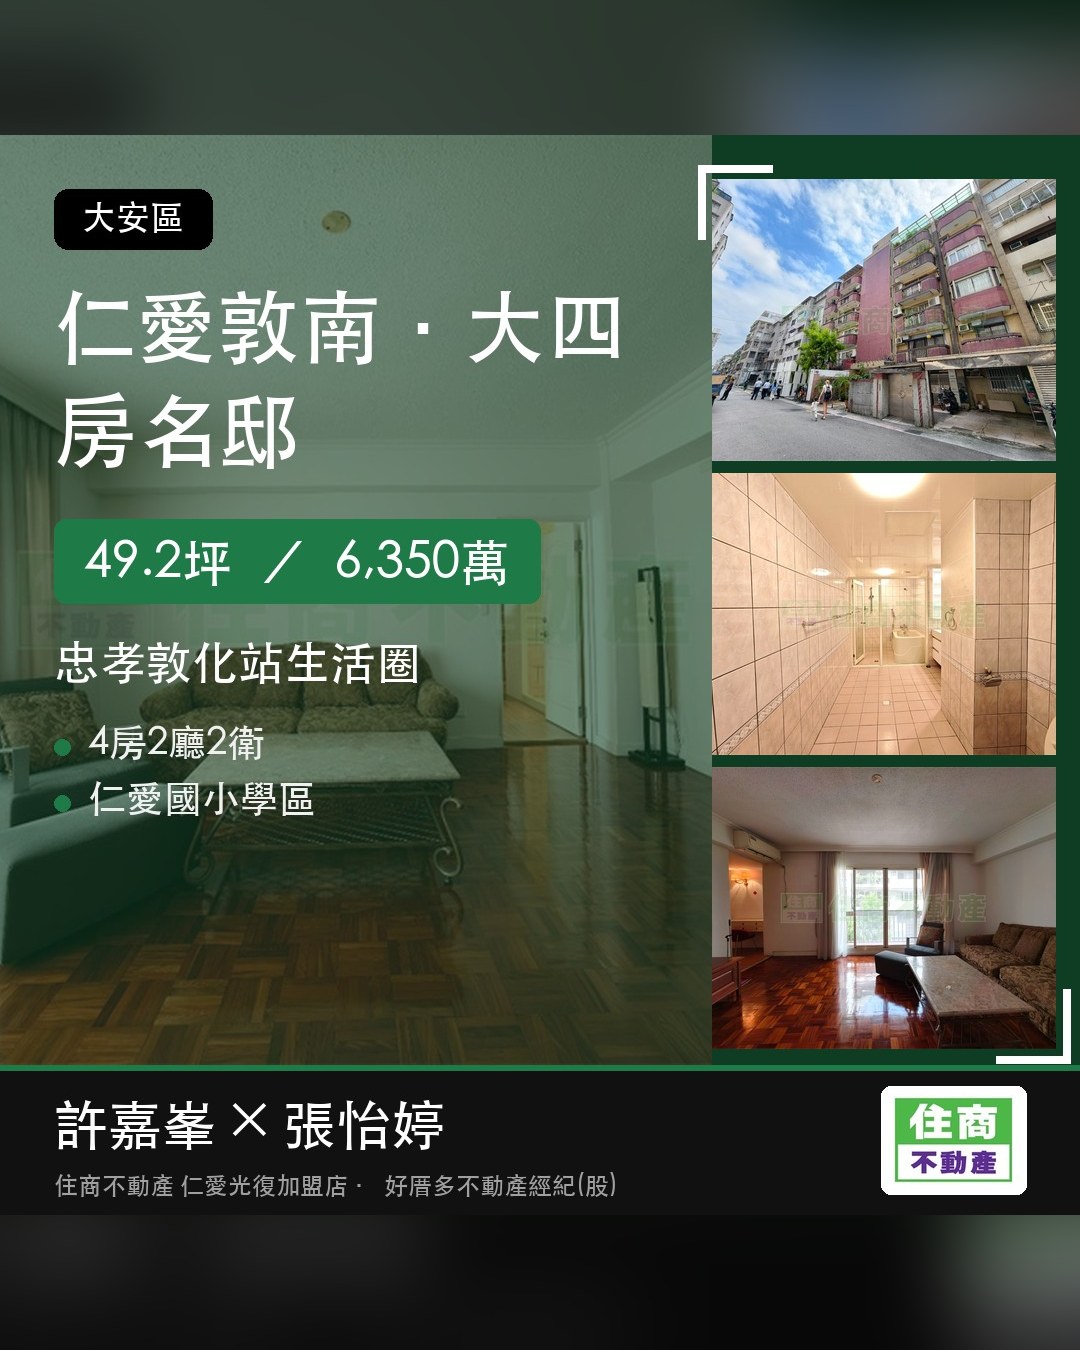 大安區
仁愛敦南・大四
房名邸
49.2坪 ／ 6,350萬
忠孝敦化站生活圈
4房2廳2衛
仁愛國小學區
許嘉峯×張怡婷
住商不動產 仁愛光復加盟店・ 好厝多不動產經紀(股)
住商
不動產